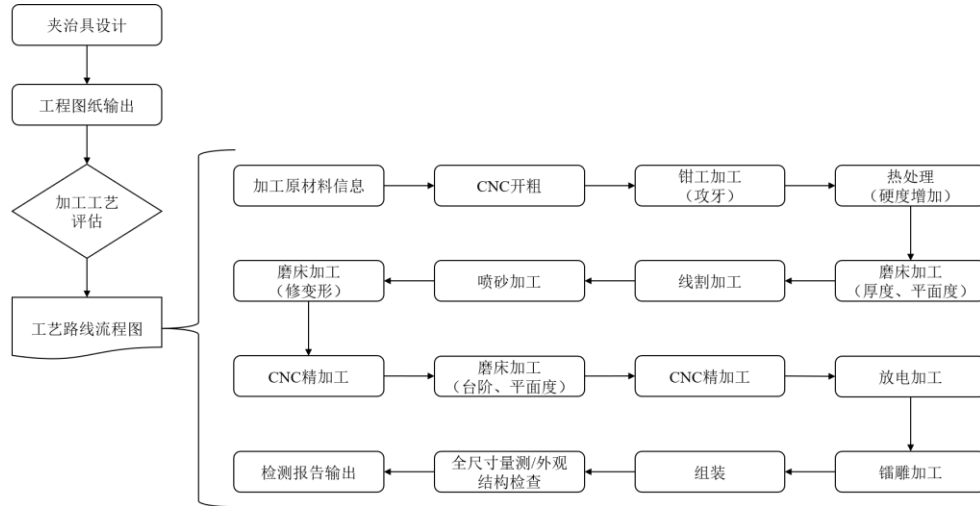 夹治具设计
工程图纸输出
加工工艺
评估
工艺路线流程图
加工原材料信息
CNC开粗
钳工加工
（攻牙）
热处理
（硬度增加）
磨床加工
（厚度、平面度）
线割加工
喷砂加工
磨床加工
（修变形）
CNC精加工
磨床加工
（台阶、平面度）
CNC精加工
放电加工
镭雕加工
组装
全尺寸量测/外观
结构检查
检测报告输出